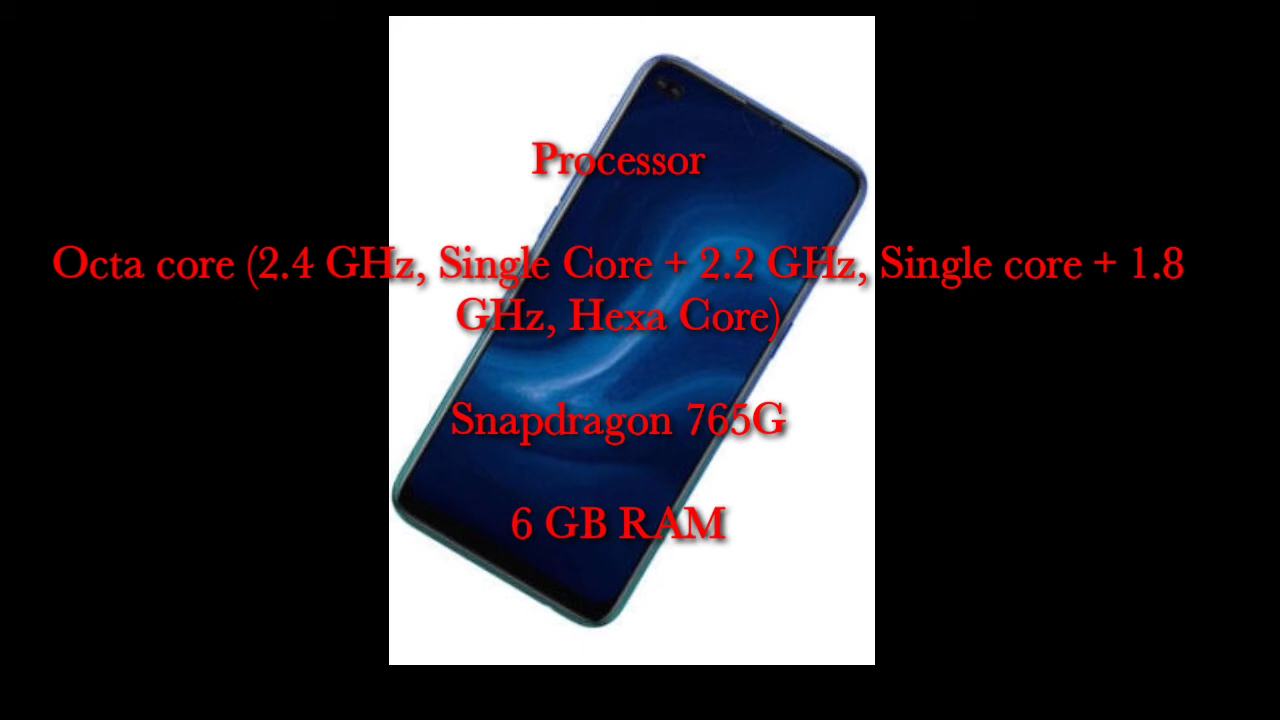 Processor
Octa core (2.4 GHz, Single Core + 2.2 GHz, Single core + 1.8
GHz, Hexa Core)
Snapdragon 765G
6 GB RAM